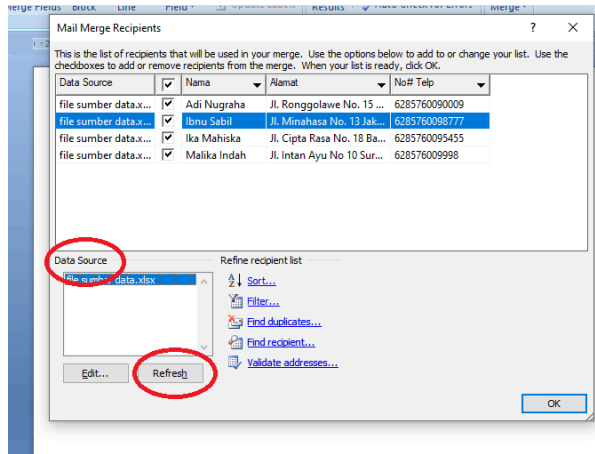 Merge Fields Block Line Field Update Labels Results Auto Check for Errors Merge
Mail Merge Recipients ? X
This is the list of recipients that will be used in your merge. Use the options below to add to or change your list. Use the
checkboxes to add or remove recipients from the merge. When your list is ready, click OK.
Data Source Nama Alamat No# Telp
file sumber data.x... Adi Nugraha Jl. Ronggolawe No. 15 ... 6285760090009
file sumber data.x... Ibnu Sabil Jl. Minahasa No. 13 Jak... 6285760098777
file sumber data.x... Ika Mahiska Jl. Cipta Rasa No. 18 Ba... 6285760095455
file sumber data.x... Malika Indah Jl. Intan Ayu No 10 Sur... 628576009998
Data Source
file sumber data.xlsx
Edit... Refresh
Refine recipient list
Sort...
Filter...
Find duplicates...
Find recipient...
Validate addresses...
OK